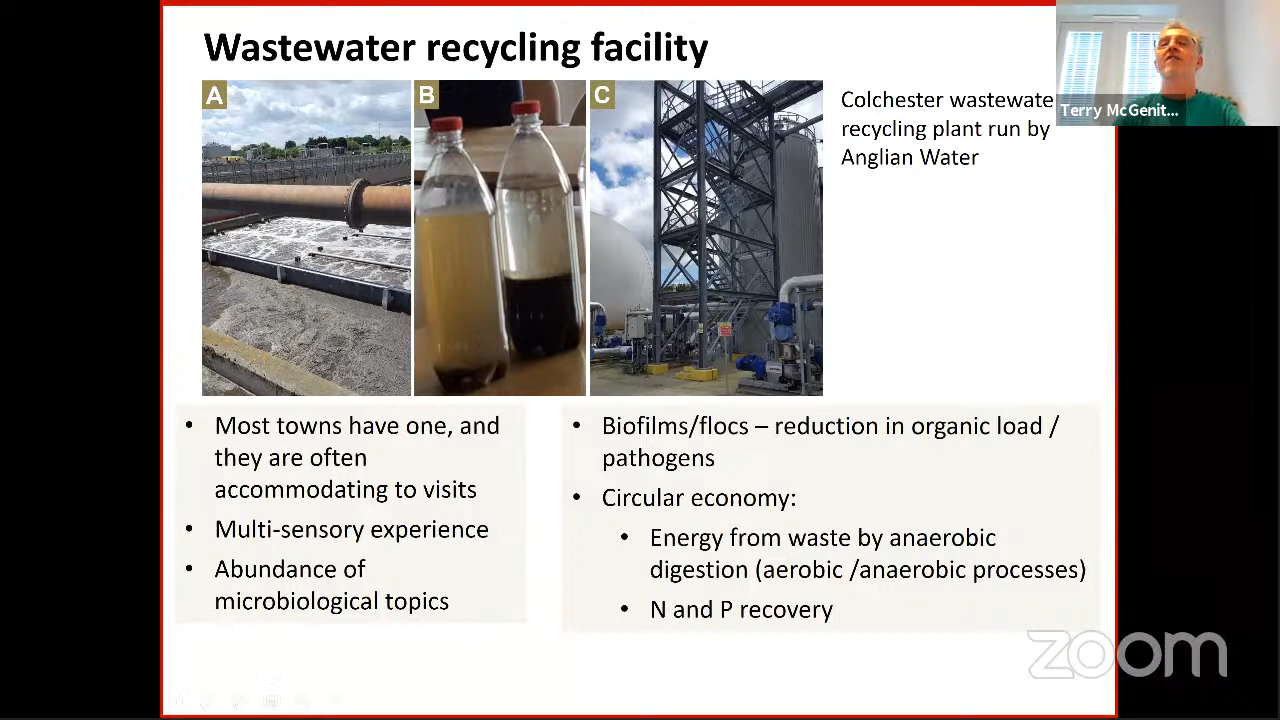 Wastewater recycling facility
A
B
C
Colchester wastewate
recycling plant run by
Anglian Water
Terry McGenit...
• Most towns have one, and
they are often
accommodating to visits
• Multi-sensory experience
• Abundance of
microbiological topics
• Biofilms/flocs – reduction in organic load /
pathogens
• Circular economy:
• Energy from waste by anaerobic
digestion (aerobic /anaerobic processes)
• N and P recovery
zoom